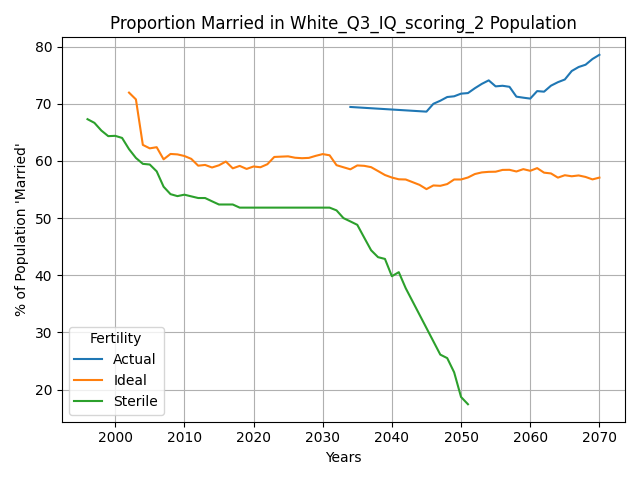 Proportion Married in White_Q3_IQ_scoring_2 Population
% of Population 'Married'
80
70
60
50
40
30
20
Fertility
Actual
Ideal
Sterile
2000 2010 2020 2030 2040 2050 2060 2070
Years